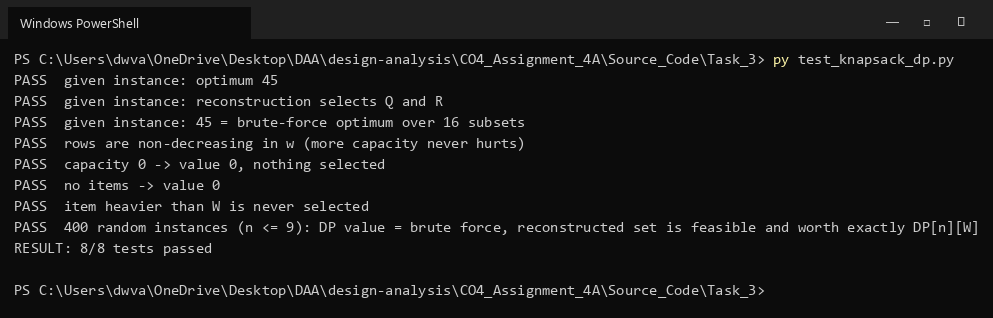 Windows PowerShell
PS C:\Users\dwva\OneDrive\Desktop\DAA\design-analysis\CO4_Assignment_4A\Source_Code\Task_3> py test_knapsack_dp.py
PASS  given instance: optimum 45
PASS  given instance: reconstruction selects Q and R
PASS  given instance: 45 = brute-force optimum over 16 subsets
PASS  rows are non-decreasing in w (more capacity never hurts)
PASS  capacity 0 -> value 0, nothing selected
PASS  no items -> value 0
PASS  item heavier than W is never selected
PASS  400 random instances (n <= 9): DP value = brute force, reconstructed set is feasible and worth exactly DP[n][W]
RESULT: 8/8 tests passed
PS C:\Users\dwva\OneDrive\Desktop\DAA\design-analysis\CO4_Assignment_4A\Source_Code\Task_3>